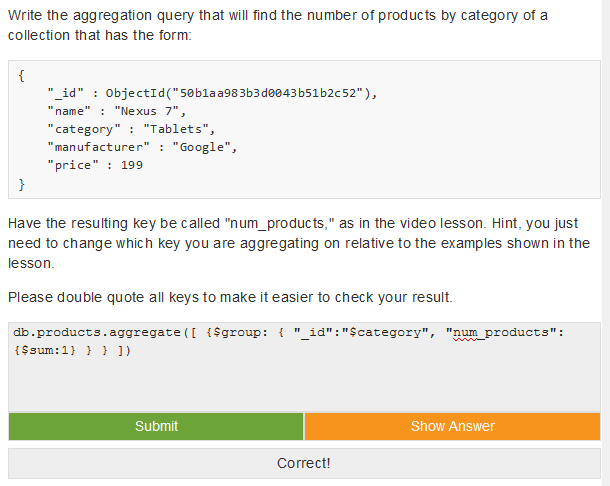 Write the aggregation query that will find the number of products by category of a
collection that has the form:
{
"_id" : ObjectId("50b1aa983b3d0043b51b2c52"),
"name" : "Nexus 7",
"category" : "Tablets",
"manufacturer" : "Google",
"price" : 199
}
Have the resulting key be called "num_products," as in the video lesson. Hint, you just
need to change which key you are aggregating on relative to the examples shown in the
lesson.
Please double quote all keys to make it easier to check your result.
db.products.aggregate([ {$group: { "_id":"$category", "num_products":
{$sum:1} } } ])
Submit
Show Answer
Correct!